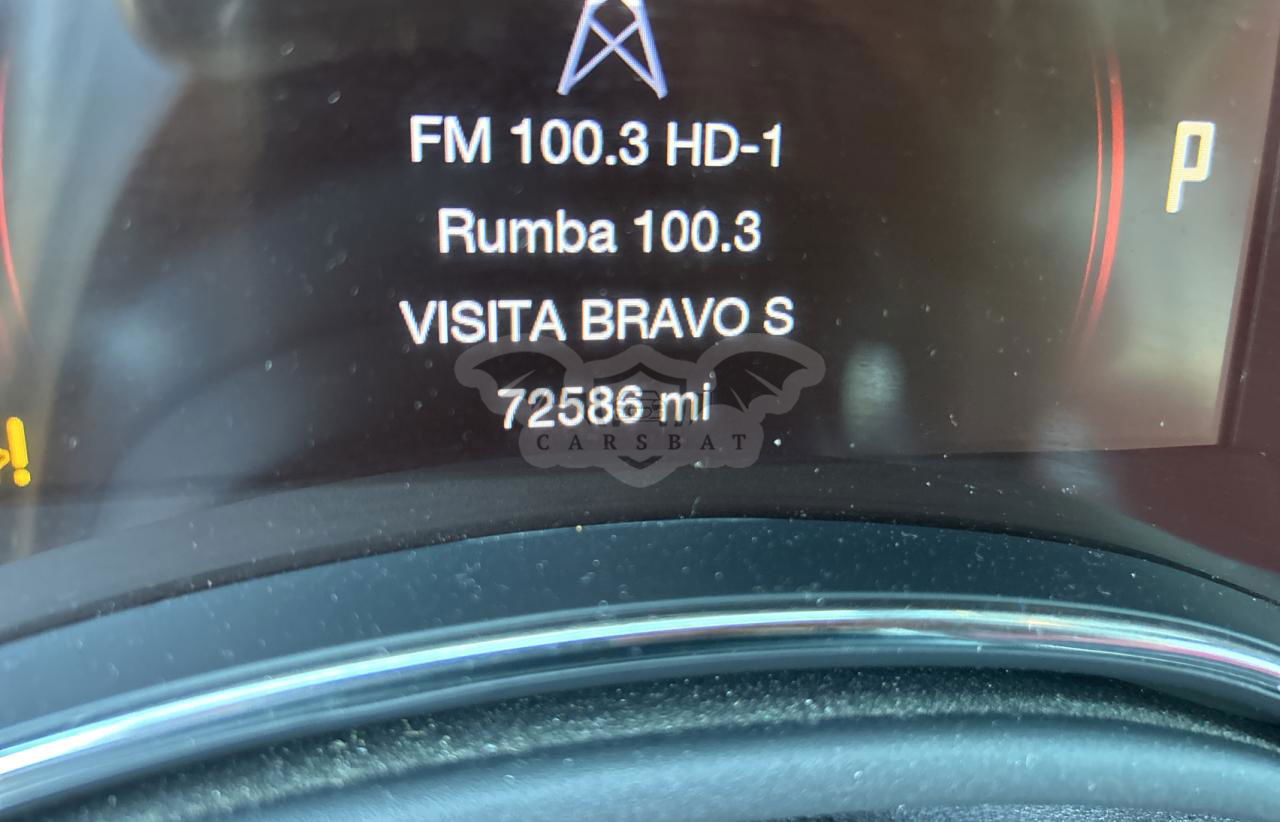 FM 100.3 HD-1
P
Rumba 100.3
VISITA BRAVO S
72586 mi
CARSBAT
!